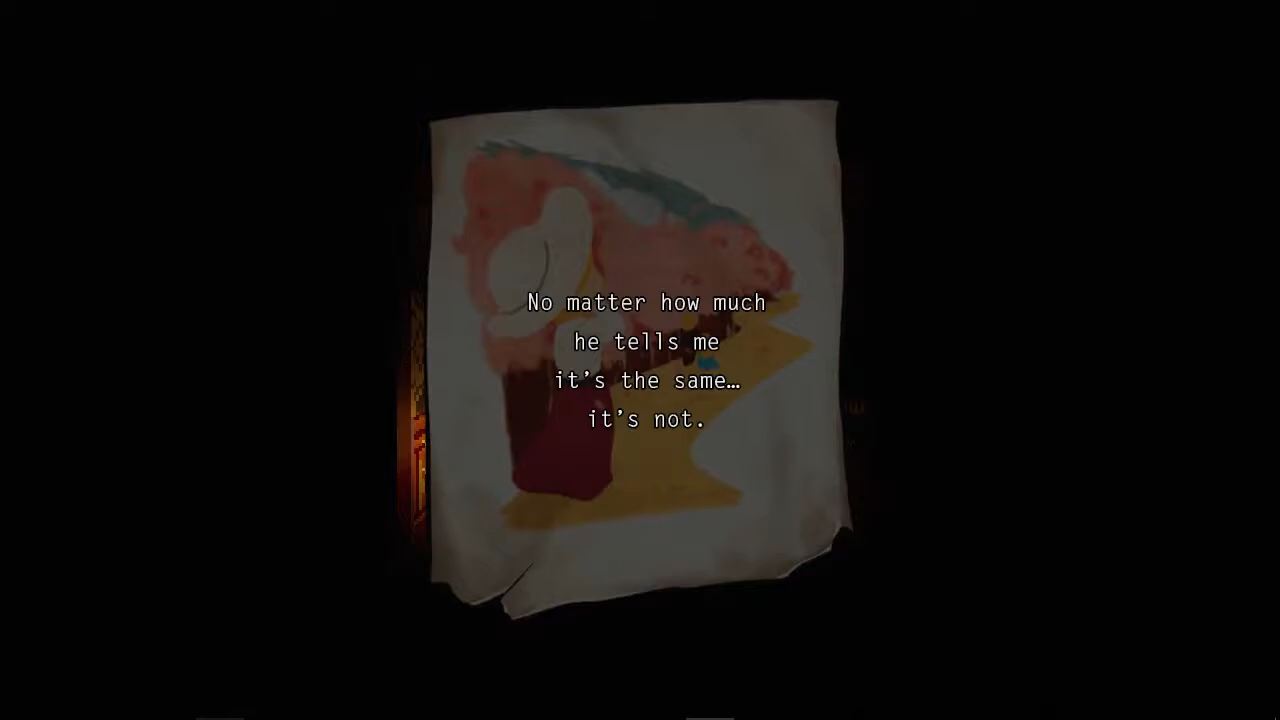 No matter how much
he tells me
it's the same…
it's not.